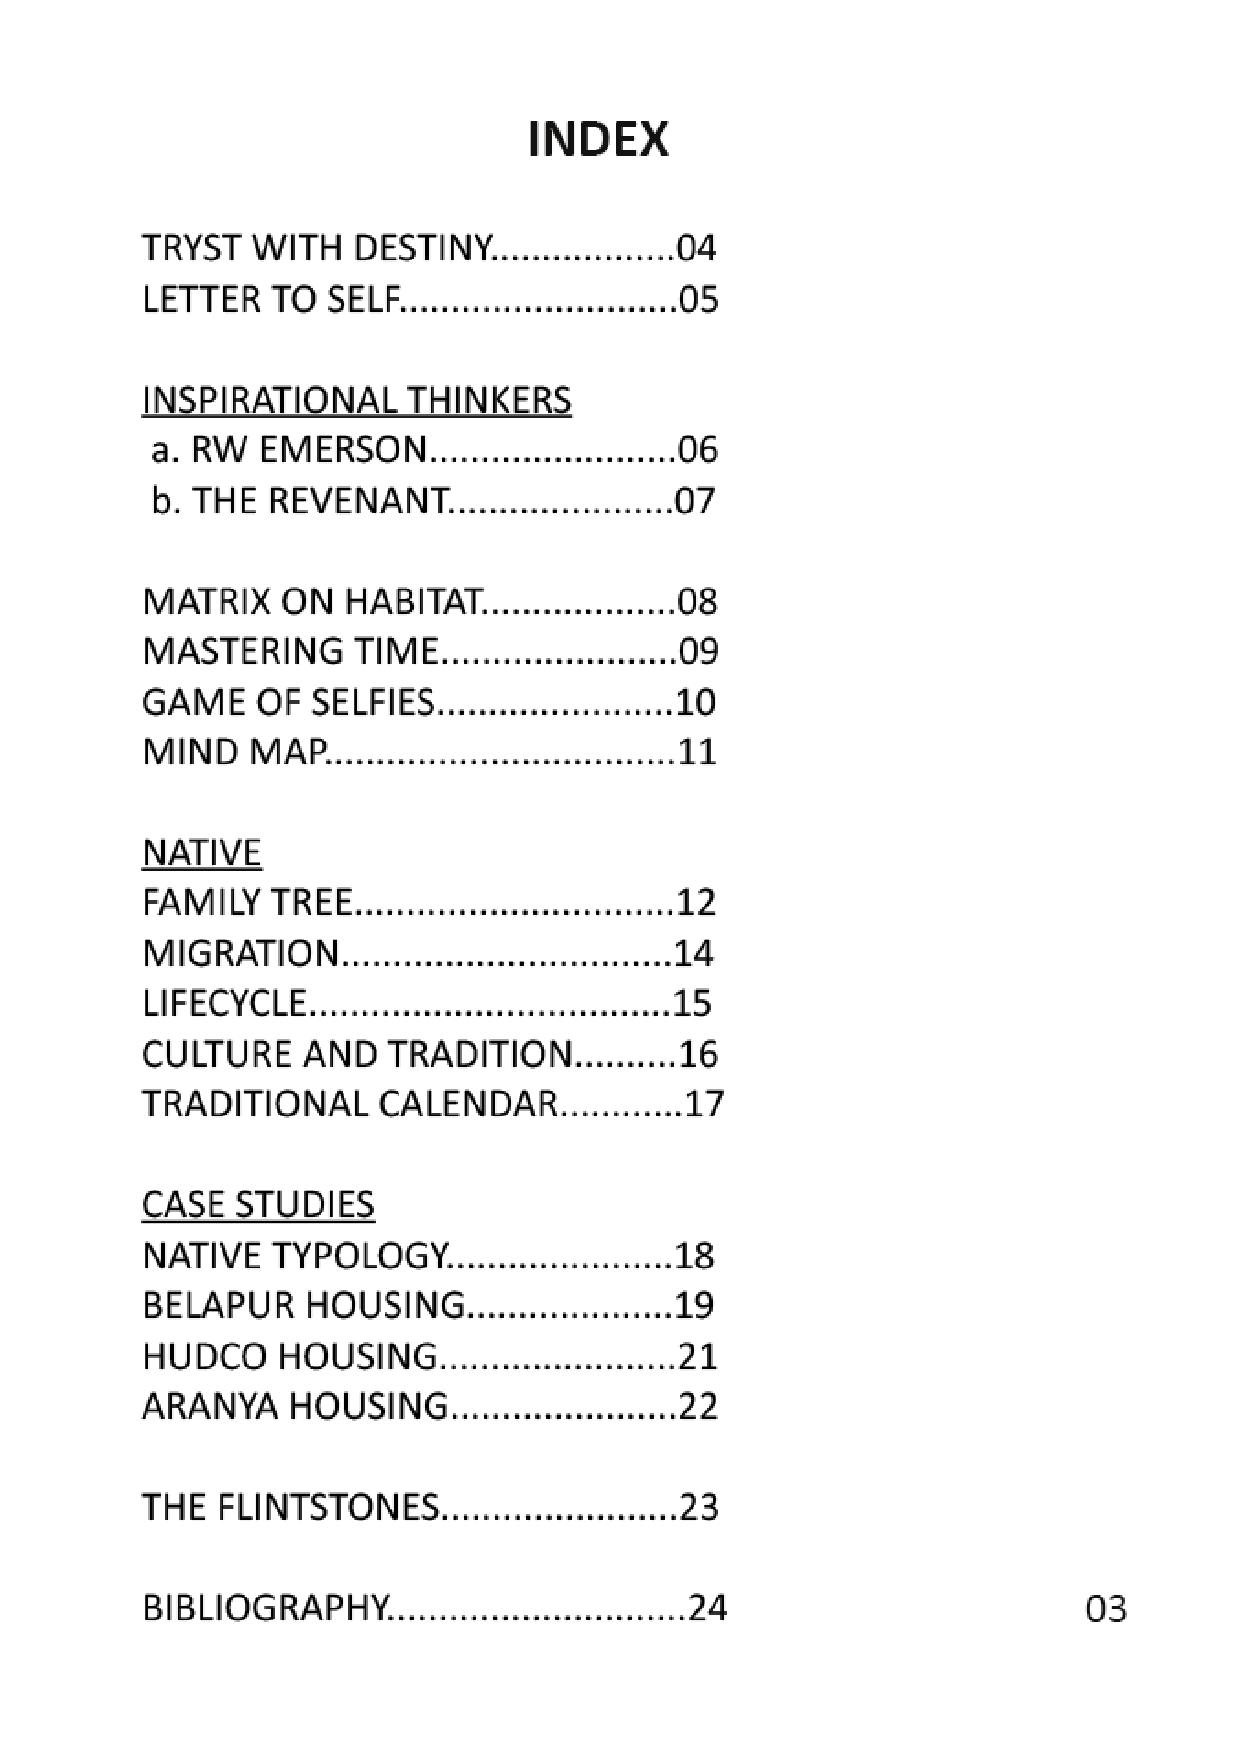 INDEX
TRYST WITH DESTINY..................04
LETTER TO SELF...........................05
INSPIRATIONAL THINKERS
a. RW EMERSON........................06
b. THE REVENANT......................07
MATRIX ON HABITAT...................08
MASTERING TIME.......................09
GAME OF SELFIES.......................10
MIND MAP..................................11
NATIVE
FAMILY TREE...............................12
MIGRATION................................14
LIFECYCLE...................................15
CULTURE AND TRADITION..........16
TRADITIONAL CALENDAR............17
CASE STUDIES
NATIVE TYPOLOGY......................18
BELAPUR HOUSING....................19
HUDCO HOUSING.......................21
ARANYA HOUSING......................22
THE FLINTSTONES.......................23
BIBLIOGRAPHY.............................24
03